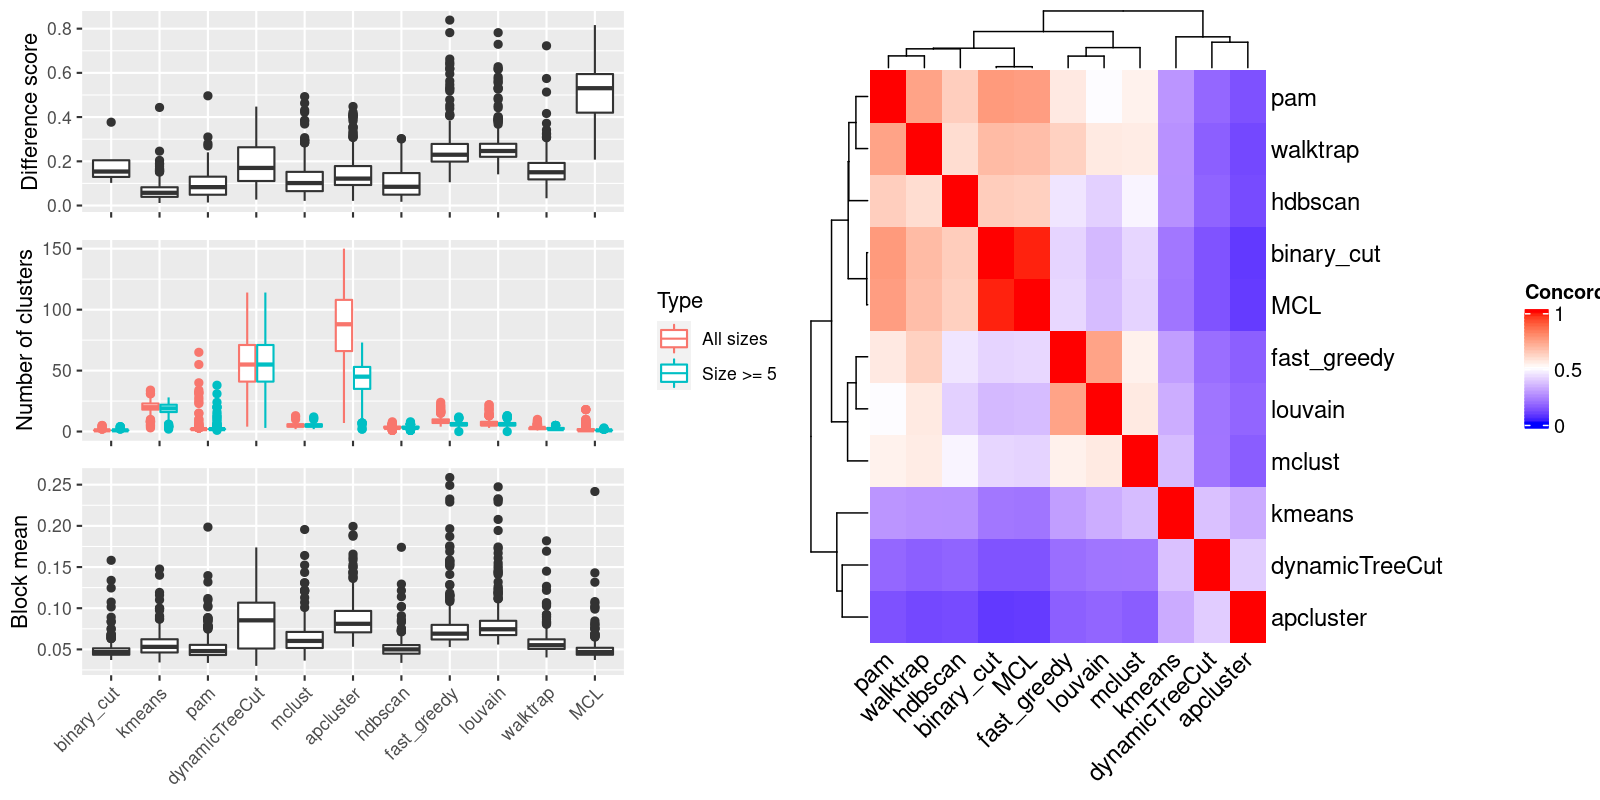 Difference score
0.8
0.6
0.4
0.2
0.0
Number of clusters
150
100
50
0
Block mean
0.25
0.20
0.15
0.10
0.05
binary_cut
kmeans
pam
dynamicTreeCut
mclust
apcluster
hdbscan
fast_greedy
louvain
walktrap
MCL
Type
All sizes
Size >= 5
pam
walktrap
hdbscan
binary_cut
MCL
fast_greedy
louvain
mclust
kmeans
dynamicTreeCut
apcluster
pam
walktrap
hdbscan
binary_cut
MCL
fast_greedy
louvain
mclust
kmeans
dynamicTreeCut
apcluster
Concord
1
0.5
0